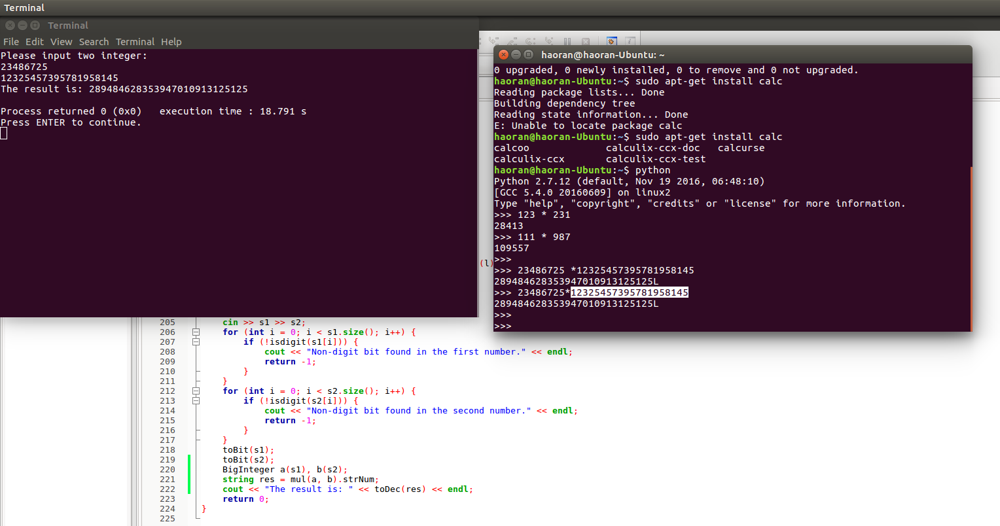 Terminal
Terminal
File Edit View Search Terminal Help
Please input two integer:
23486725
12325457395781958145
The result is: 289484628353947010913125125
Process returned 0 (0x0)   execution time : 18.791 s
Press ENTER to continue.
haoran@haoran-Ubuntu: ~
0 upgraded, 0 newly installed, 0 to remove and 0 not upgraded.
haoran@haoran-Ubuntu:~$ sudo apt-get install calc
Reading package lists... Done
Building dependency tree
Reading state information... Done
E: Unable to locate package calc
haoran@haoran-Ubuntu:~$ sudo apt-get install calc
calcoo             calculix-ccx-doc   calcurse
calculix-ccx       calculix-ccx-test
haoran@haoran-Ubuntu:~$ python
Python 2.7.12 (default, Nov 19 2016, 06:48:10)
[GCC 5.4.0 20160609] on linux2
Type "help", "copyright", "credits" or "license" for more information.
>>> 123 * 231
28413
>>> 111 * 987
109557
>>>
>>> 23486725 *12325457395781958145
289484628353947010913125125L
>>> 23486725*12325457395781958145
289484628353947010913125125L
>>>
>>>
(l)
205     cin >> s1 >> s2;
206     for (int i = 0; i < s1.size(); i++) {
207         if (!isdigit(s1[i])) {
208             cout << "Non-digit bit found in the first number." << endl;
209             return -1;
210         }
211     }
212     for (int i = 0; i < s2.size(); i++) {
213         if (!isdigit(s2[i])) {
214             cout << "Non-digit bit found in the second number." << endl;
215             return -1;
216         }
217     }
218     toBit(s1);
219     toBit(s2);
220     BigInteger a(s1), b(s2);
221     string res = mul(a, b).strNum;
222     cout << "The result is: " << toDec(res) << endl;
223     return 0;
224 }
225